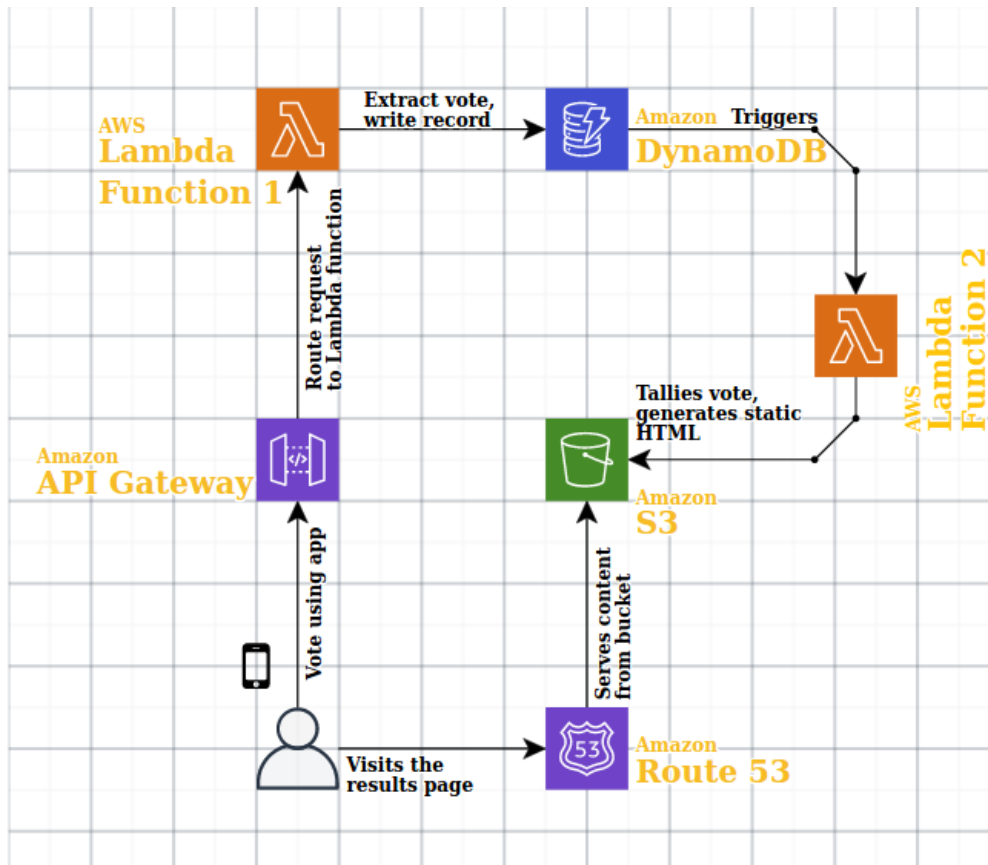 Extract vote,
write record
AWS
Lambda
Function 1
Amazon
DynamoDB
Triggers
Route request
to Lambda function
AWS
Lambda
Function 2
Tallies vote,
generates static
HTML
Amazon
API Gateway
</>
Amazon
S3
Vote using app
Serves content
from bucket
Visits the
results page
53
Amazon
Route 53